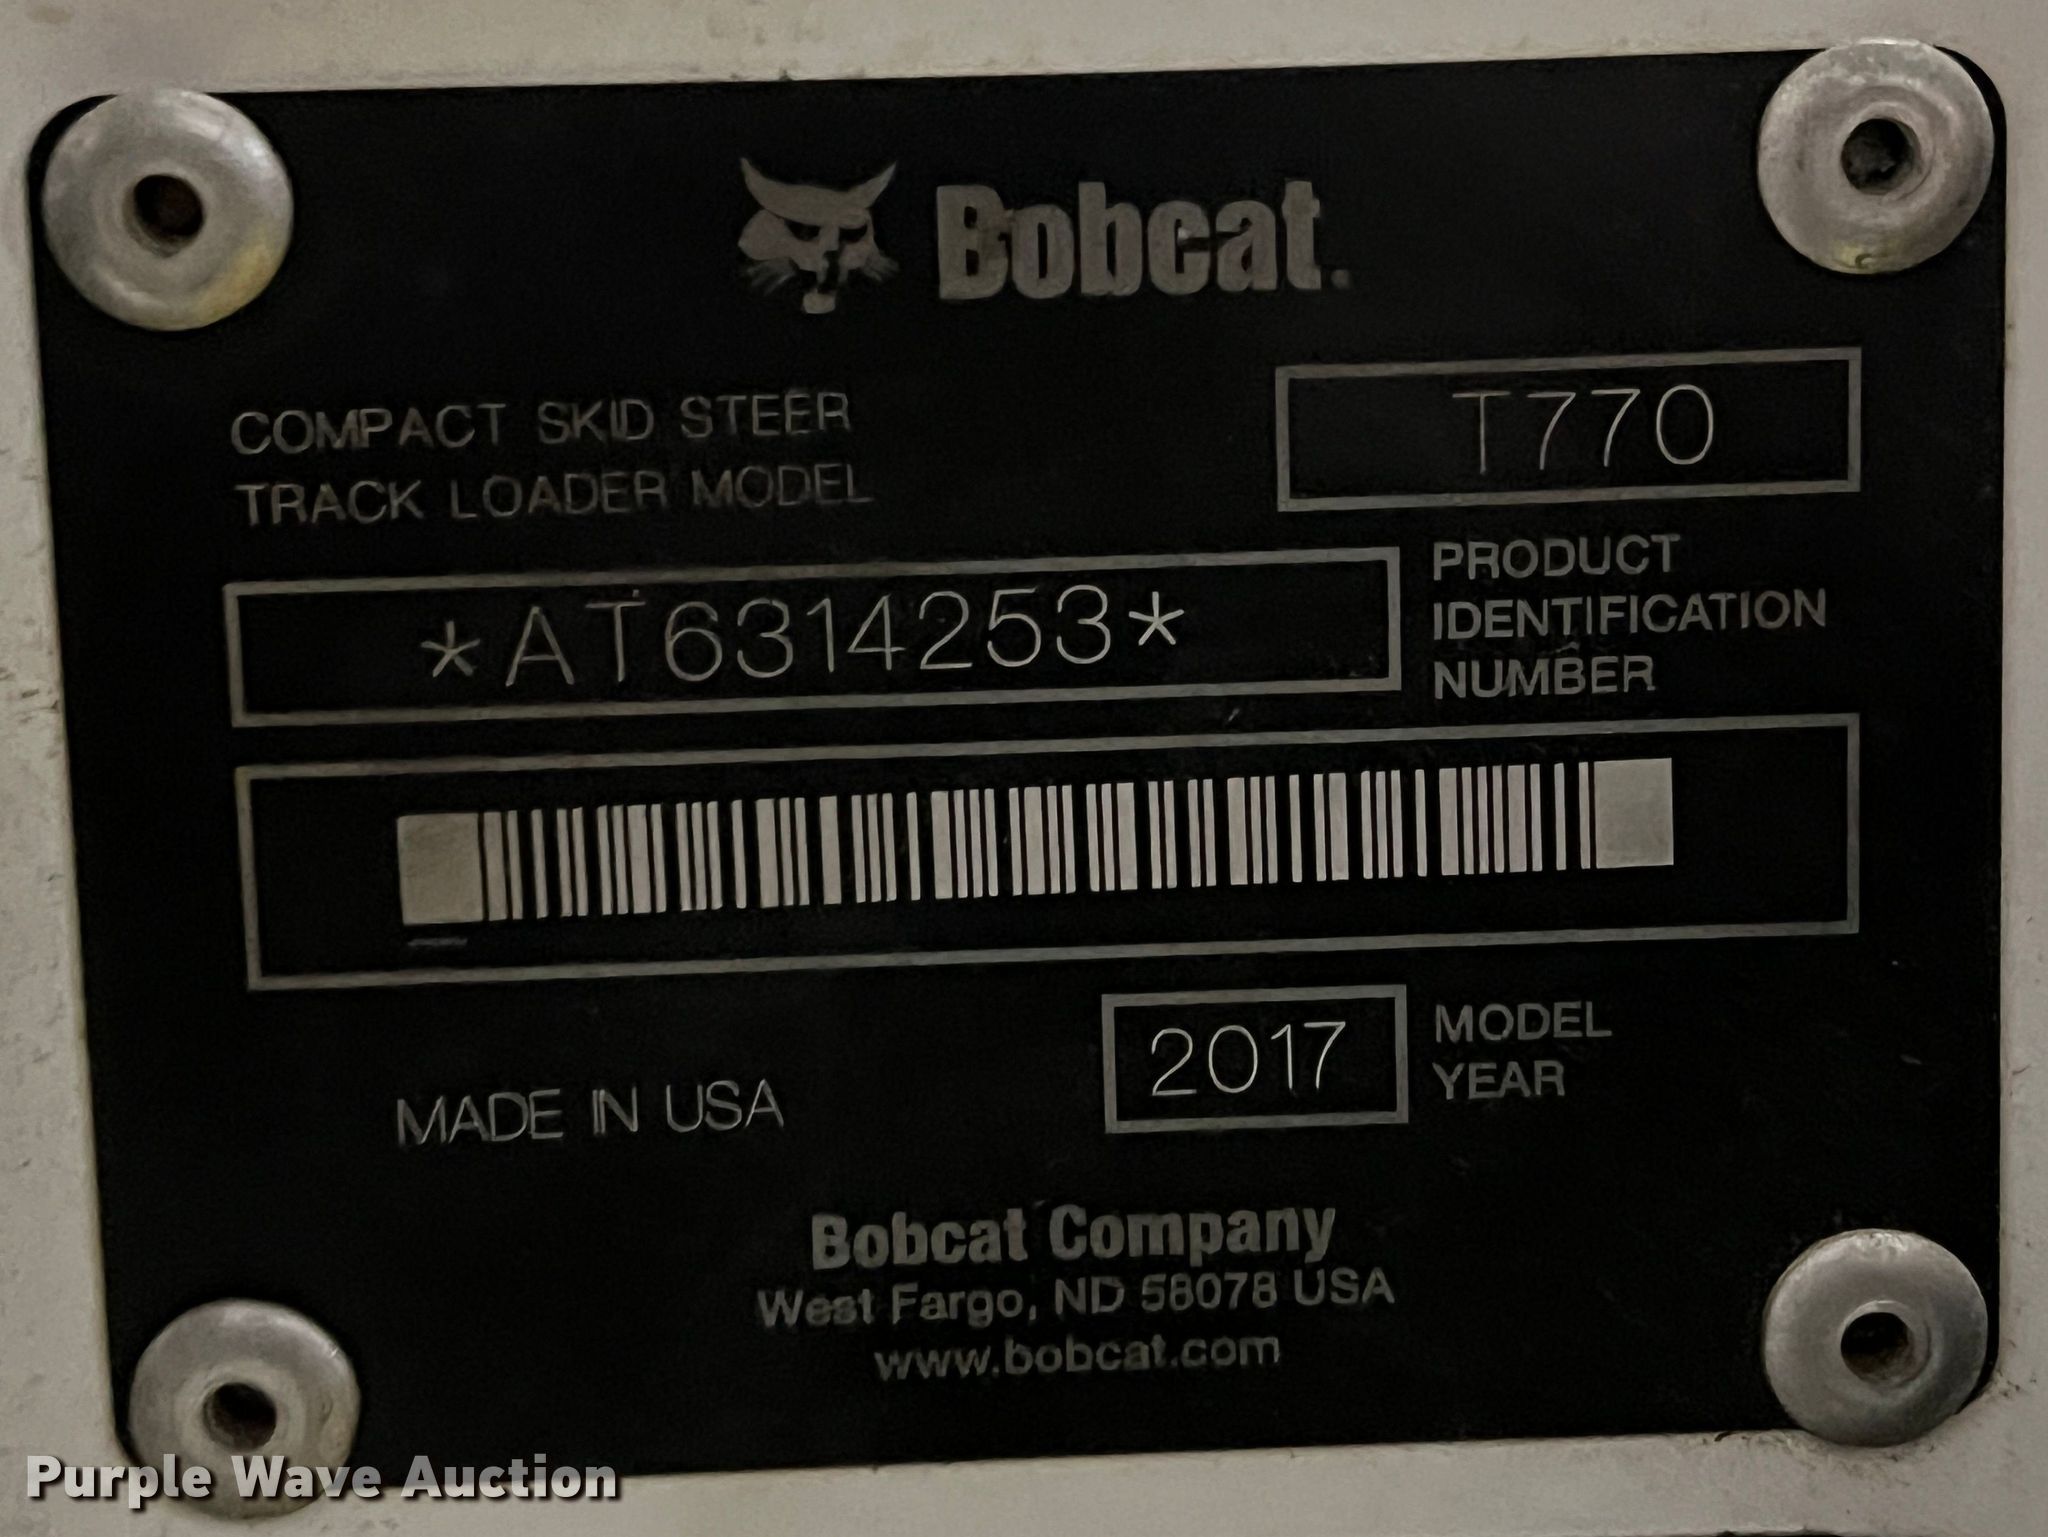 Bobcat.
COMPACT SKID STEER
TRACK LOADER MODEL
T770
*AT6314253*
PRODUCT
IDENTIFICATION
NUMBER
2017
MODEL
YEAR
MADE IN USA
Bobcat Company
West Fargo, ND 58078 USA
www.bobcat.com
Purple Wave Auction